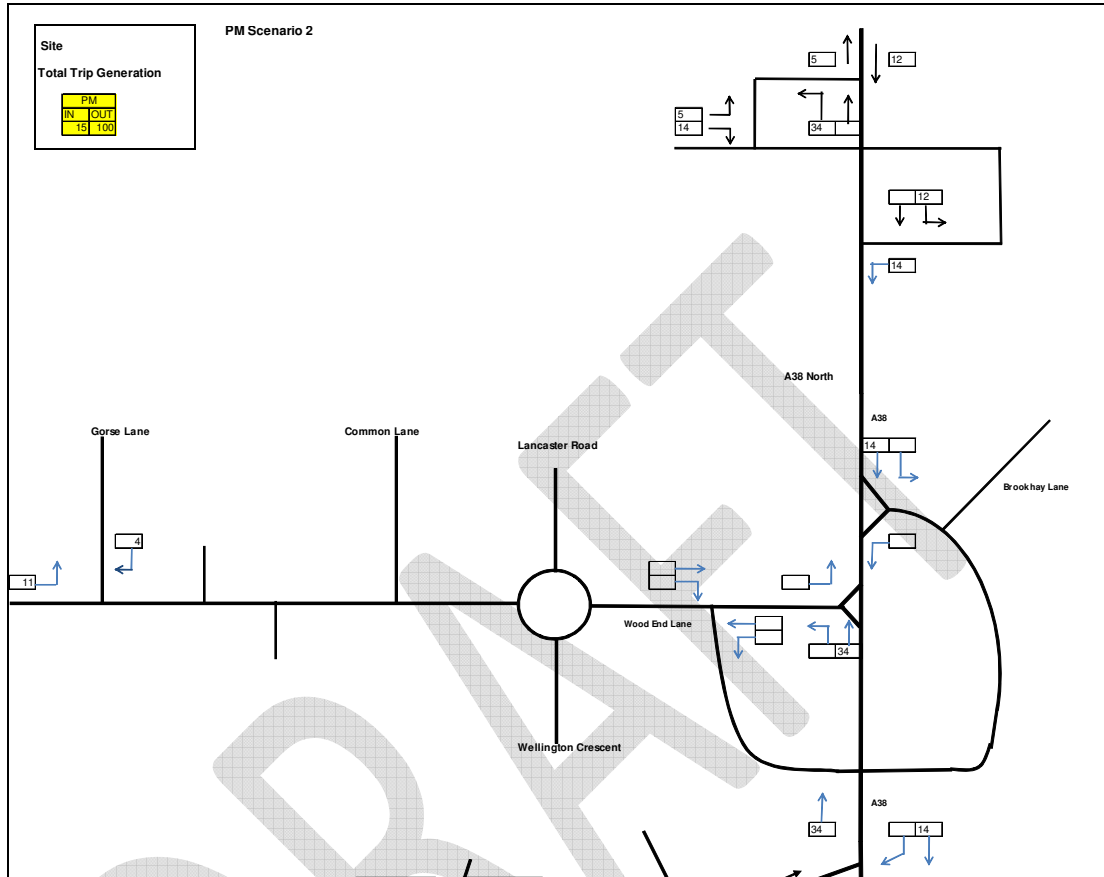 PM Scenario 2
Site
Total Trip Generation
PM
IN OUT
15 100
5 12
5
14
34
12
14
A38 North
A38
14
Gorse Lane
Common Lane
Lancaster Road
Brookhay Lane
4
11
Wood End Lane
34
Wellington Crescent
A38
34 14
DRAFT